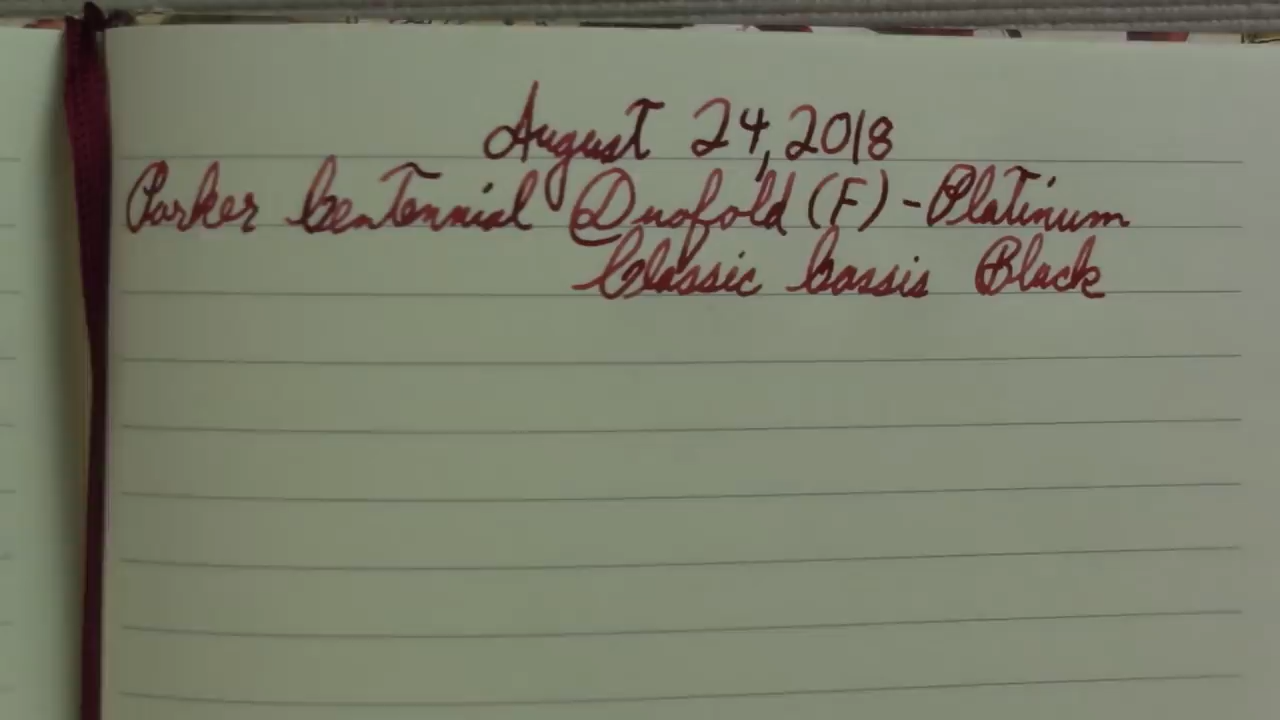 August 24, 2018
Parker Centennial Duofold (F) - Platinum
Classic Cassis Black